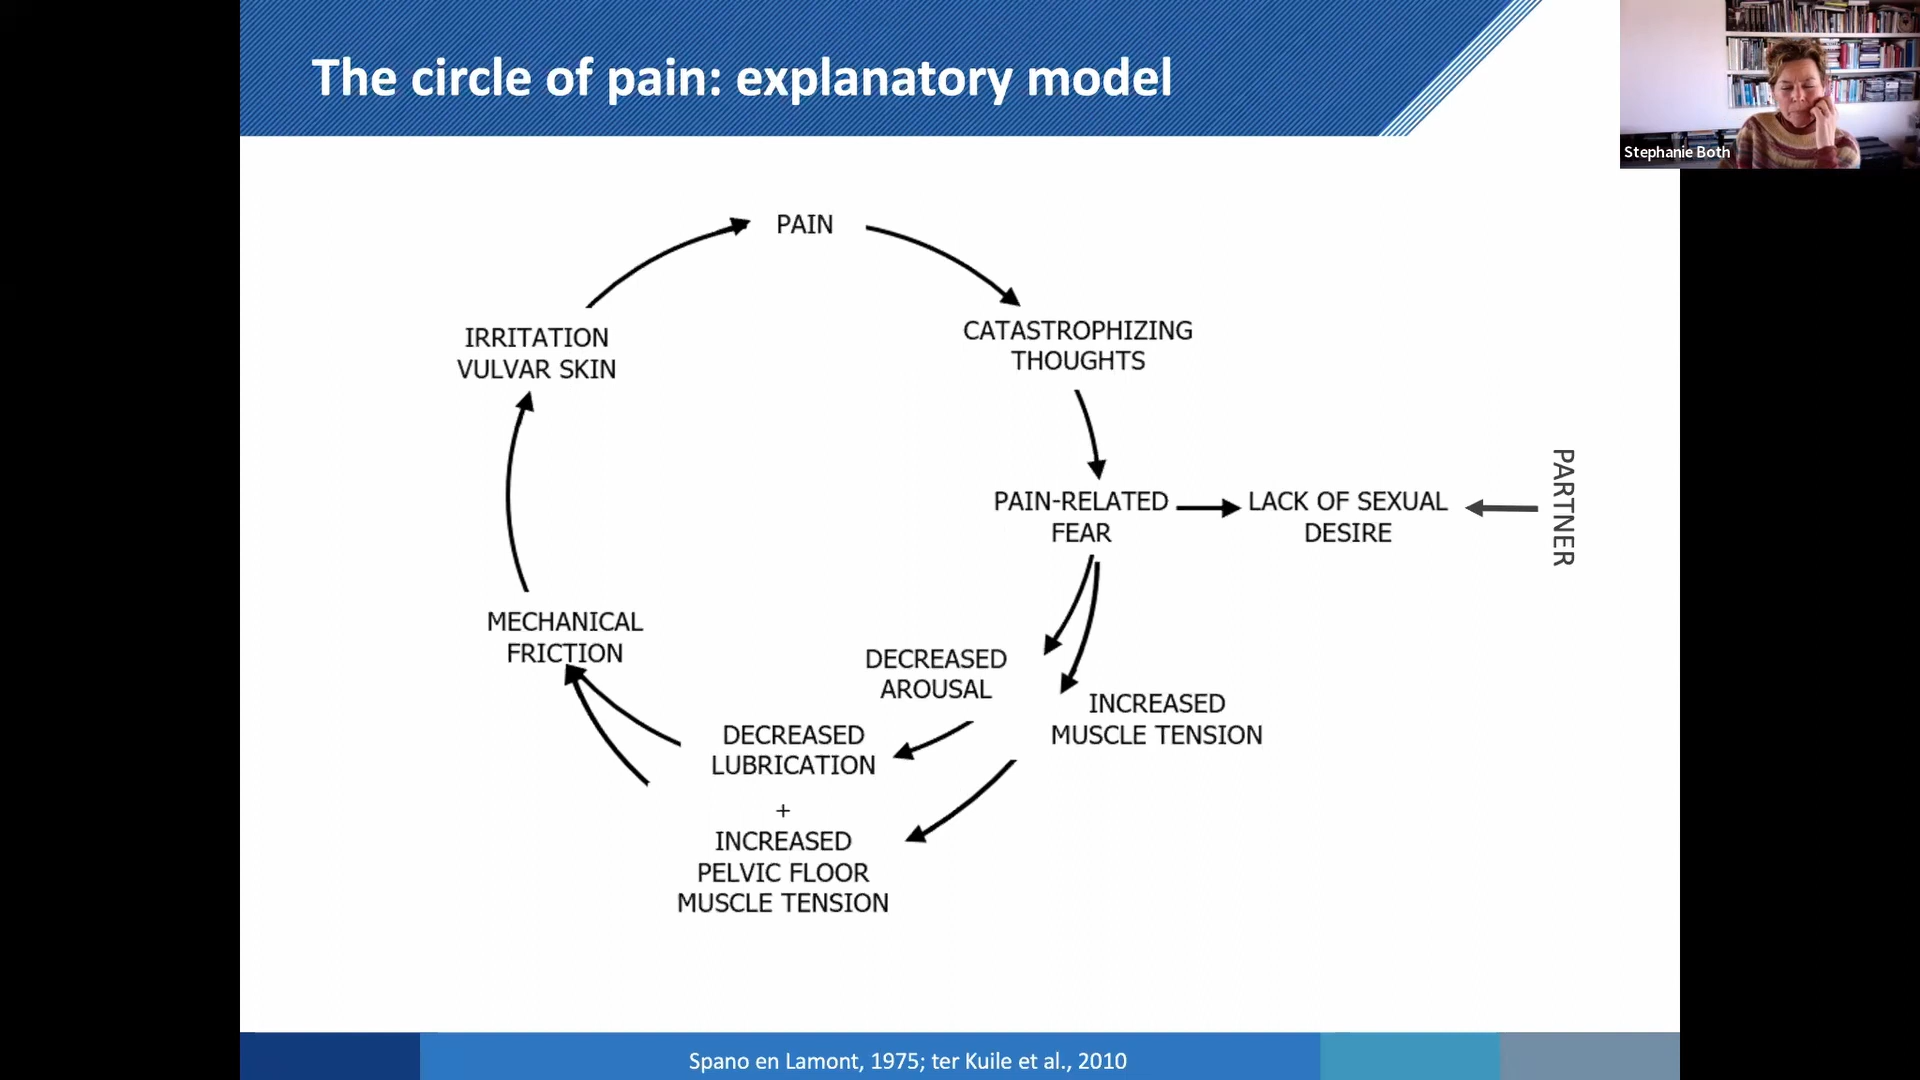 The circle of pain: explanatory model
Stephanie Both
PAIN
CATASTROPHIZING
THOUGHTS
PAIN-RELATED
FEAR
LACK OF SEXUAL
DESIRE
PARTNER
DECREASED
AROUSAL
INCREASED
MUSCLE TENSION
DECREASED
LUBRICATION
+
INCREASED
PELVIC FLOOR
MUSCLE TENSION
MECHANICAL
FRICTION
IRRITATION
VULVAR SKIN
Spano en Lamont, 1975; ter Kuile et al., 2010